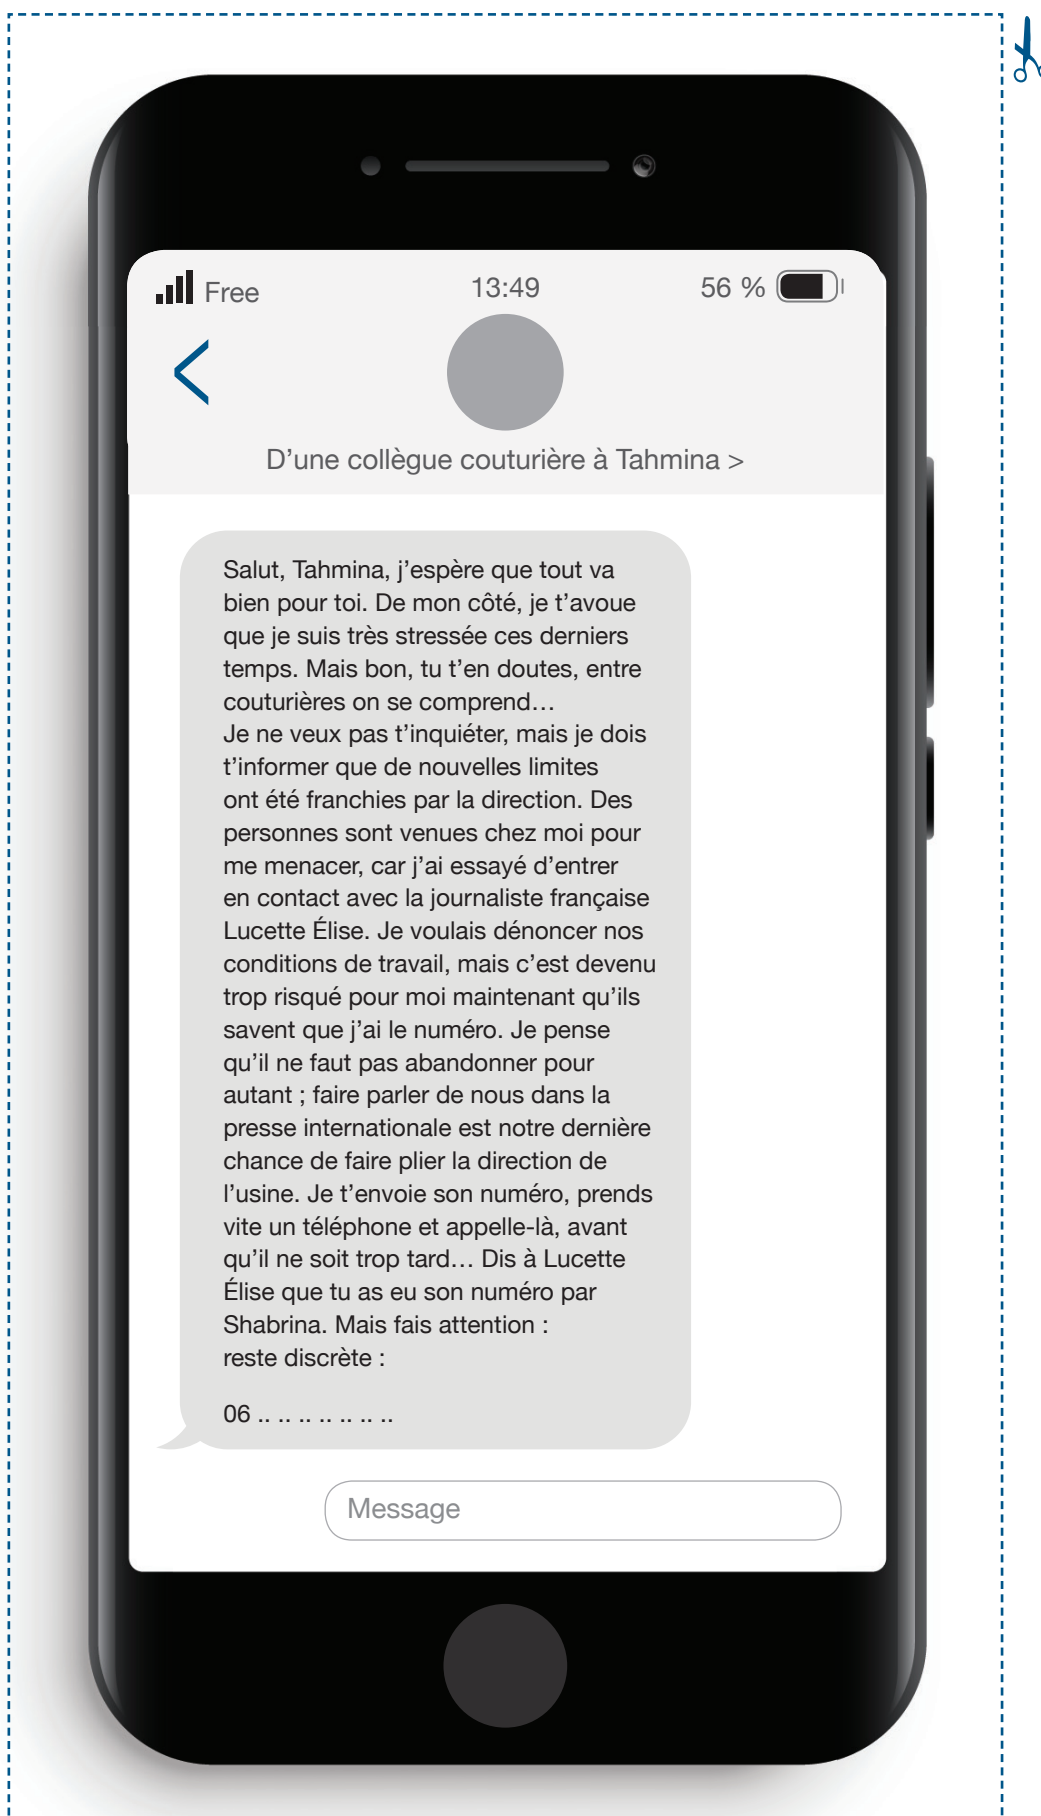 Free
13:49
56 %
D’une collègue couturière à Tahmina >
Salut, Tahmina, j’espère que tout va
bien pour toi. De mon côté, je t’avoue
que je suis très stressée ces derniers
temps. Mais bon, tu t’en doutes, entre
couturières on se comprend…
Je ne veux pas t’inquiéter, mais je dois
t’informer que de nouvelles limites
ont été franchies par la direction. Des
personnes sont venues chez moi pour
me menacer, car j’ai essayé d’entrer
en contact avec la journaliste française
Lucette Élise. Je voulais dénoncer nos
conditions de travail, mais c’est devenu
trop risqué pour moi maintenant qu’ils
savent que j’ai le numéro. Je pense
qu’il ne faut pas abandonner pour
autant ; faire parler de nous dans la
presse internationale est notre dernière
chance de faire plier la direction de
l’usine. Je t’envoie son numéro, prends
vite un téléphone et appelle-là, avant
qu’il ne soit trop tard… Dis à Lucette
Élise que tu as eu son numéro par
Shabrina. Mais fais attention :
reste discrète :
06 .. .. .. .. .. .. ..
Message